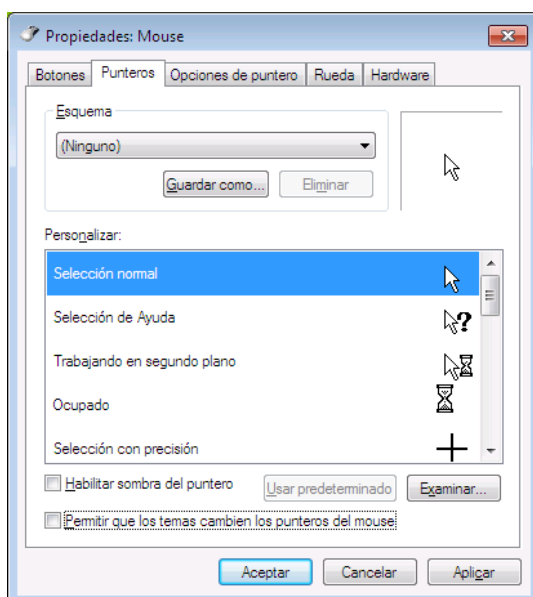 Propiedades: Mouse
Botones Punteros Opciones de puntero Rueda Hardware
Esquema
(Ninguno)
Guardar como... Eliminar
Personalizar:
Selección normal
Selección de Ayuda
Trabajando en segundo plano
Ocupado
Selección con precisión
Habilitar sombra del puntero Usar predeterminado Examinar...
Permitir que los temas cambien los punteros del mouse
Aceptar Cancelar Aplicar